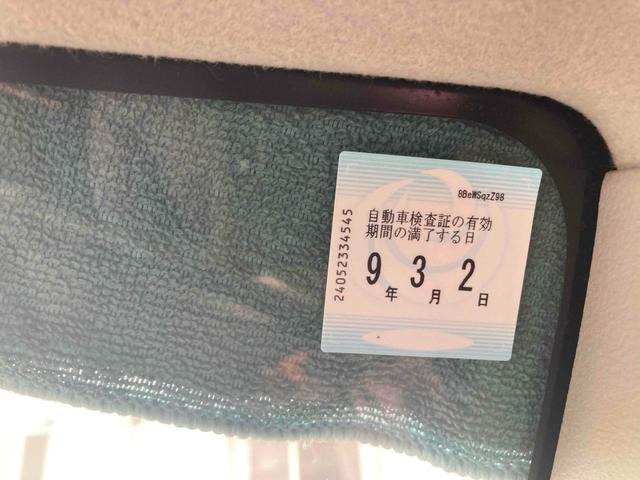 8BeWSqzZ98
自動車検査証の有効
期間の満了する日
9年 3月 2日
24052334545